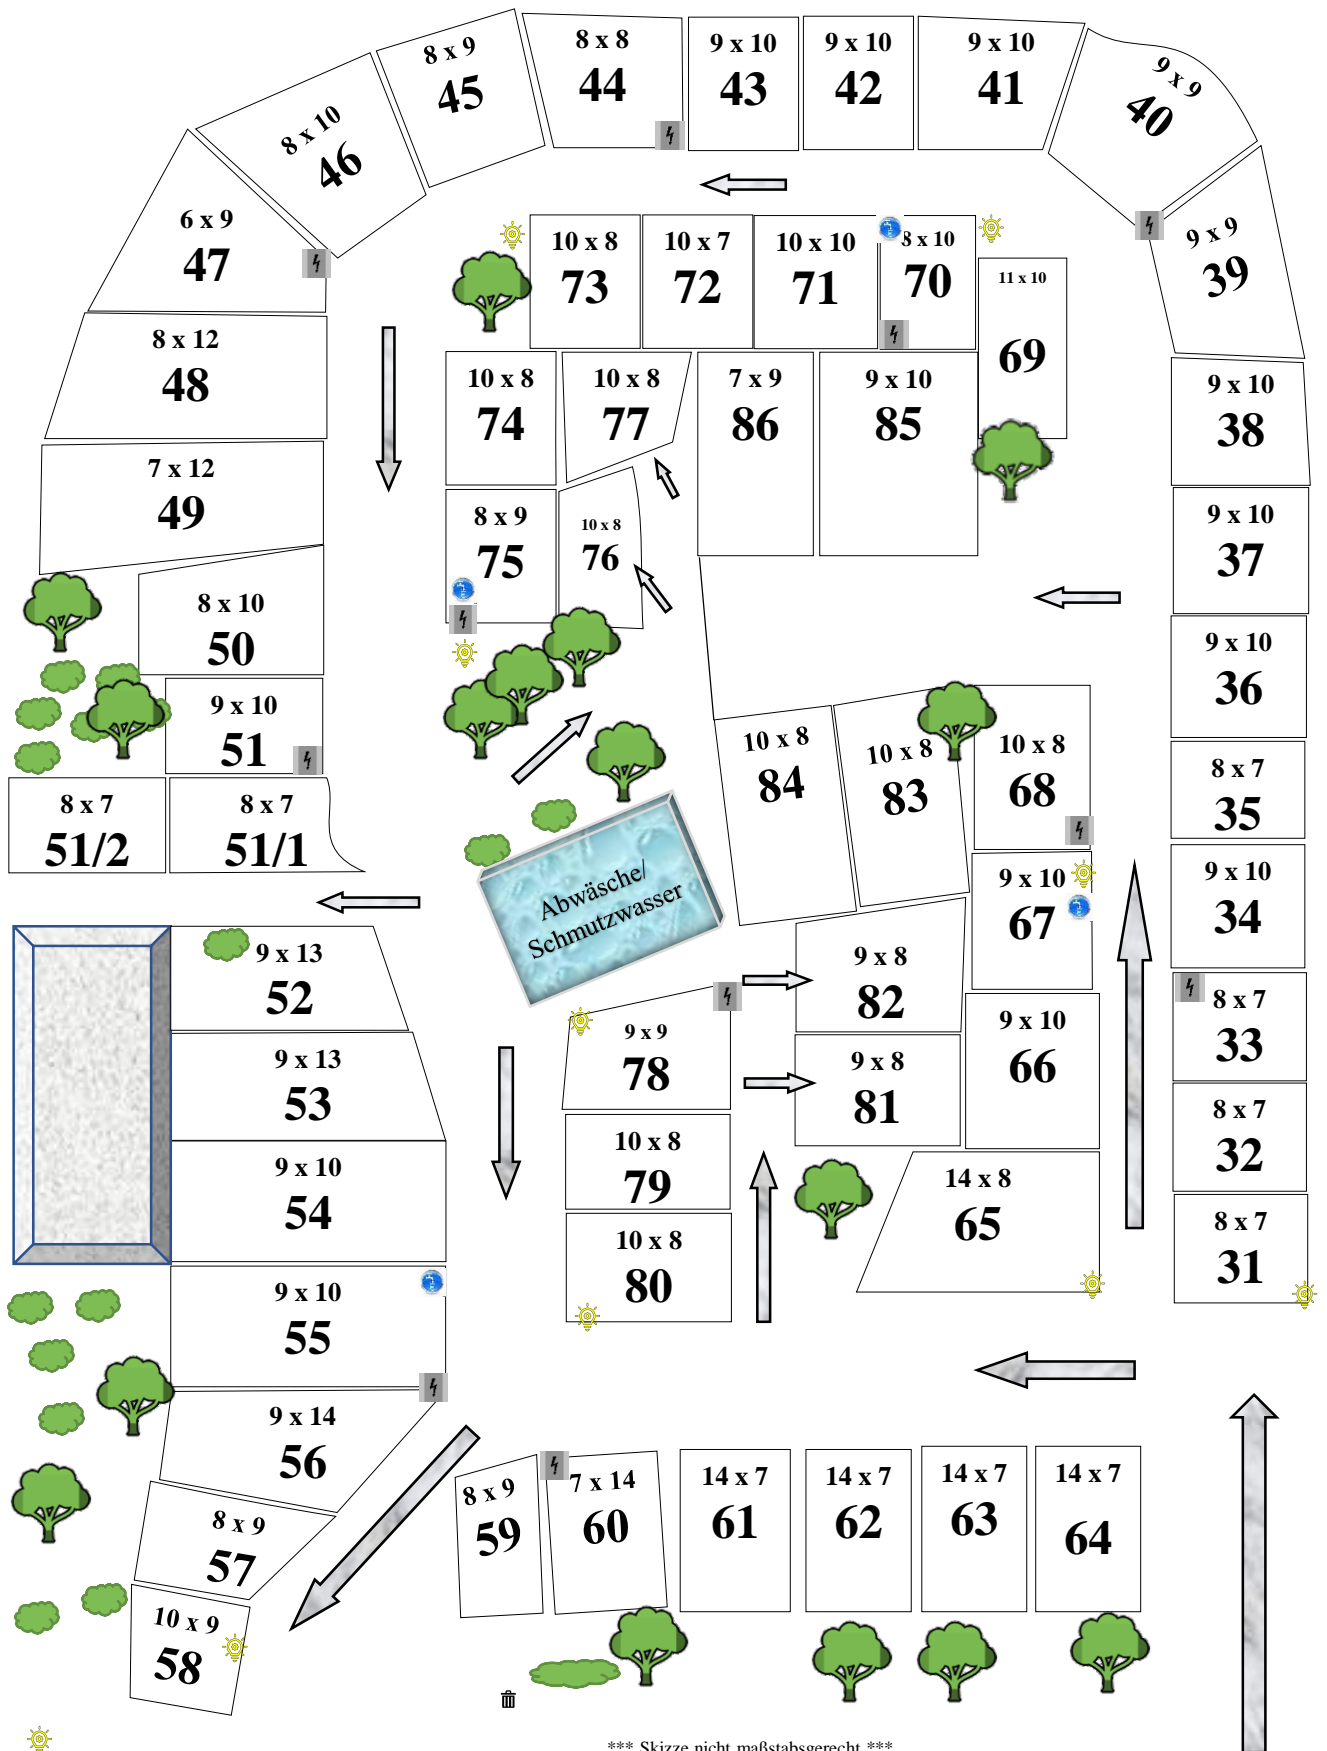 8 x 9
45
8 x 8
44
9 x 10
43
9 x 10
42
9 x 10
41
9 x 9
40
8 x 10
46
6 x 9
47
9 x 9
39
10 x 8
73
10 x 7
72
10 x 10
71
8 x 10
70
11 x 10
69
8 x 12
48
10 x 8
74
10 x 8
77
7 x 9
86
9 x 10
85
9 x 10
38
7 x 12
49
8 x 9
75
10 x 8
76
9 x 10
37
8 x 10
50
9 x 10
36
9 x 10
51
10 x 8
84
10 x 8
83
10 x 8
68
8 x 7
35
8 x 7
51/2
8 x 7
51/1
Abwäsche/
Schmutzwasser
9 x 10
67
9 x 10
34
9 x 13
52
9 x 8
82
9 x 9
78
9 x 10
66
8 x 7
33
9 x 13
53
9 x 8
81
8 x 7
32
9 x 10
54
10 x 8
79
14 x 8
65
8 x 7
31
9 x 10
55
10 x 8
80
9 x 14
56
8 x 9
59
7 x 14
60
14 x 7
61
14 x 7
62
14 x 7
63
14 x 7
64
8 x 9
57
10 x 9
58
*** Skizze nicht maßstabsgerecht ***